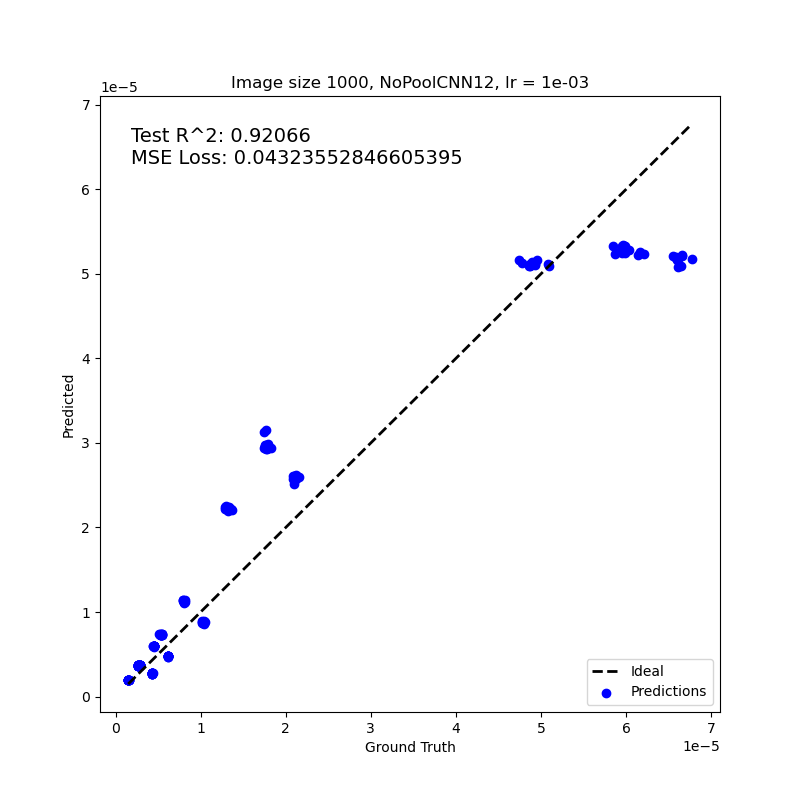 Image size 1000, NoPoolCNN12, lr = 1e-03
1e−5
Test R^2: 0.92066
MSE Loss: 0.04323552846605395
7
6
5
4
3
2
1
0
Predicted
Ideal
Predictions
0 1 2 3 4 5 6 7
Ground Truth
1e−5